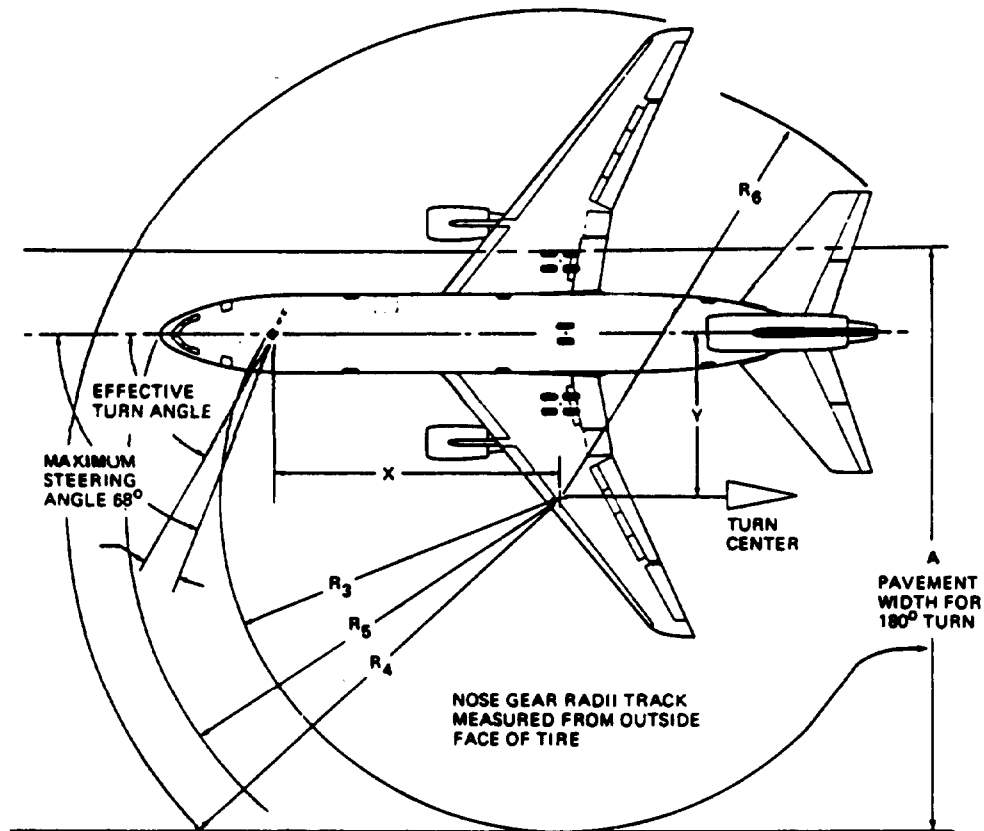 R6
EFFECTIVE
TURN ANGLE
MAXIMUM
STEERING
ANGLE 68°
X
Y
TURN
CENTER
A
PAVEMENT
WIDTH FOR
180° TURN
R3
R5
R4
NOSE GEAR RADII TRACK
MEASURED FROM OUTSIDE
FACE OF TIRE